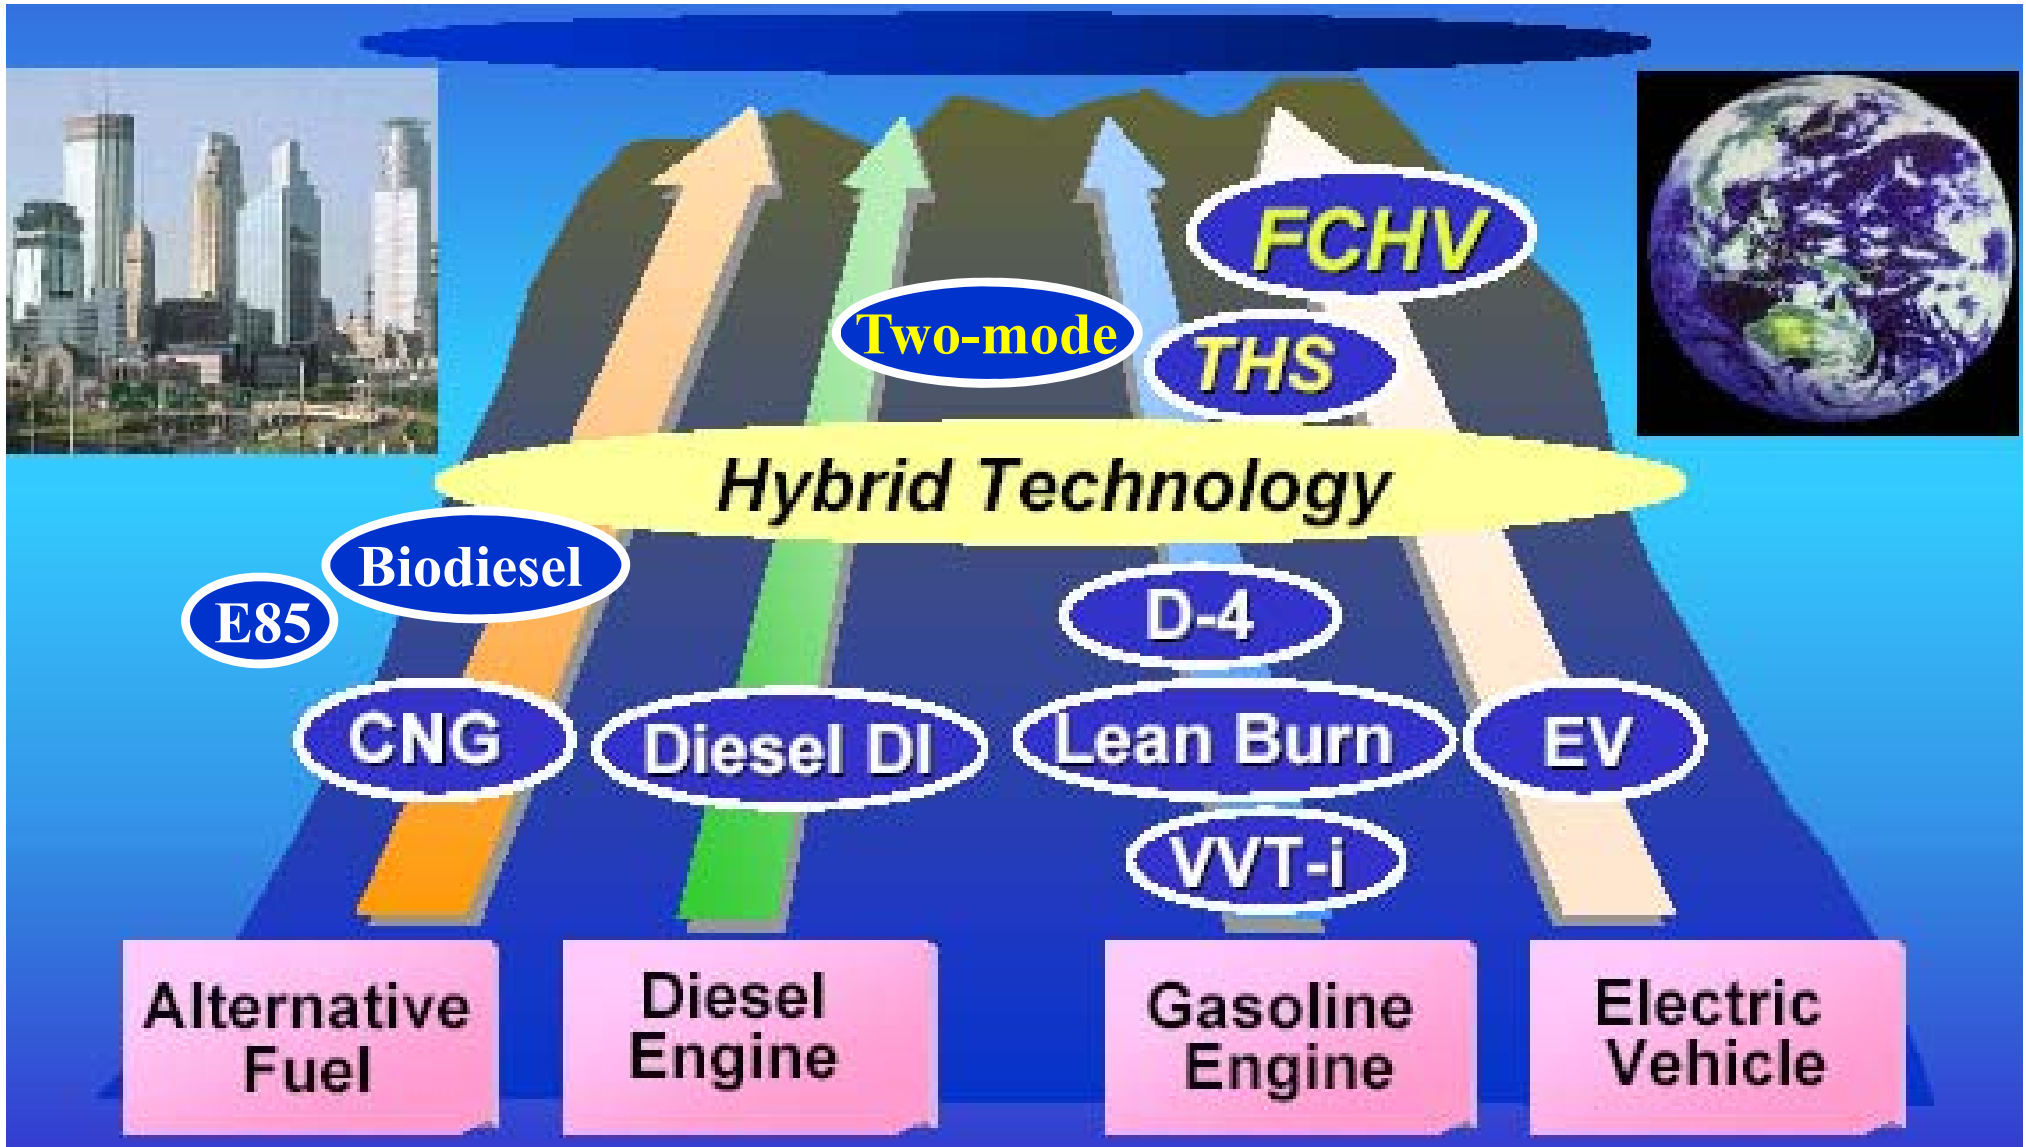 FCHV
Two-mode
THS
Hybrid Technology
Biodiesel
E85
D-4
CNG
Diesel DI
Lean Burn
EV
VVT-i
Alternative
Fuel
Diesel
Engine
Gasoline
Engine
Electric
Vehicle